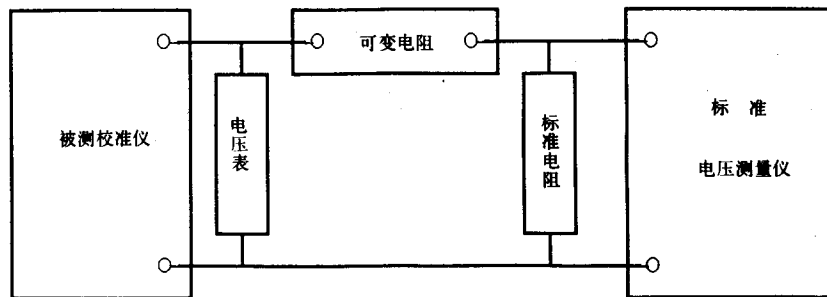 可变电阻
被测校准仪
电压表
标准电阻
标 准
电压测量仪